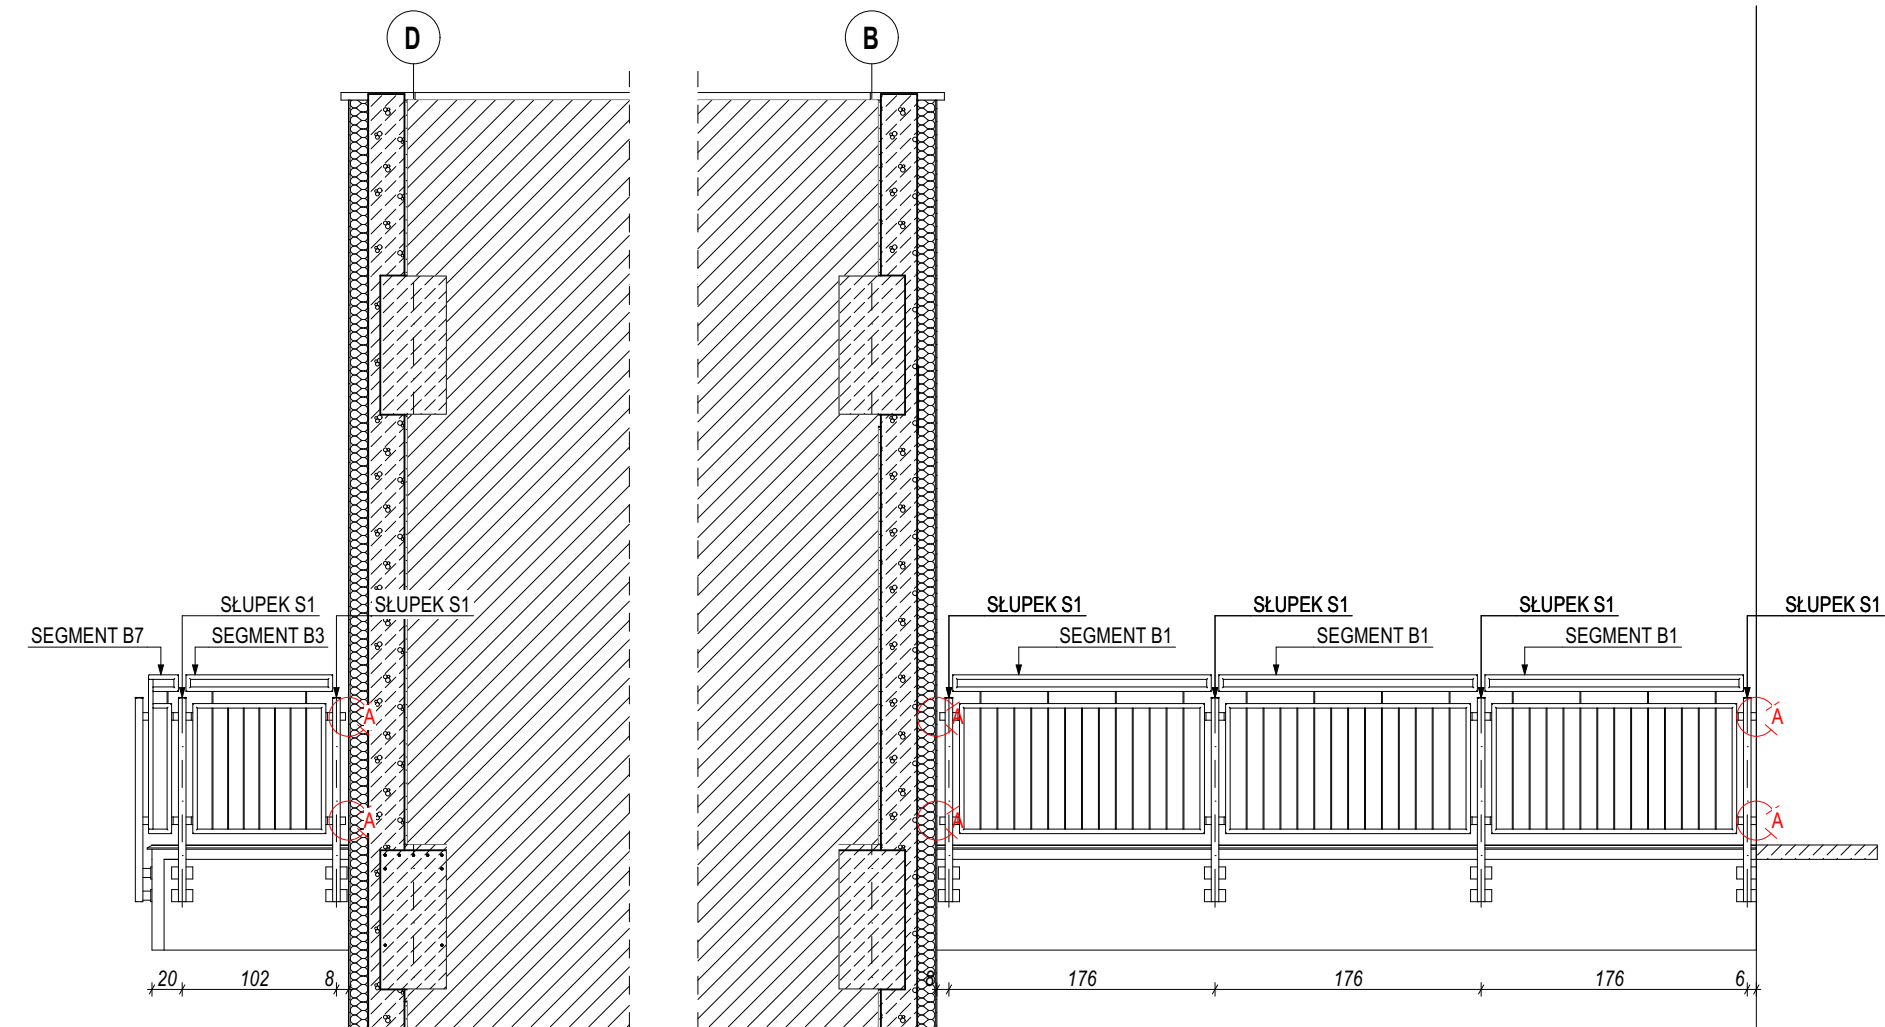 D
B
SŁUPEK S1
SŁUPEK S1
SŁUPEK S1
SŁUPEK S1
SŁUPEK S1
SŁUPEK S1
SEGMENT B7
SEGMENT B3
SEGMENT B1
SEGMENT B1
SEGMENT B1
A
A
A
A
A
A
20
102
8
8
176
176
176
6